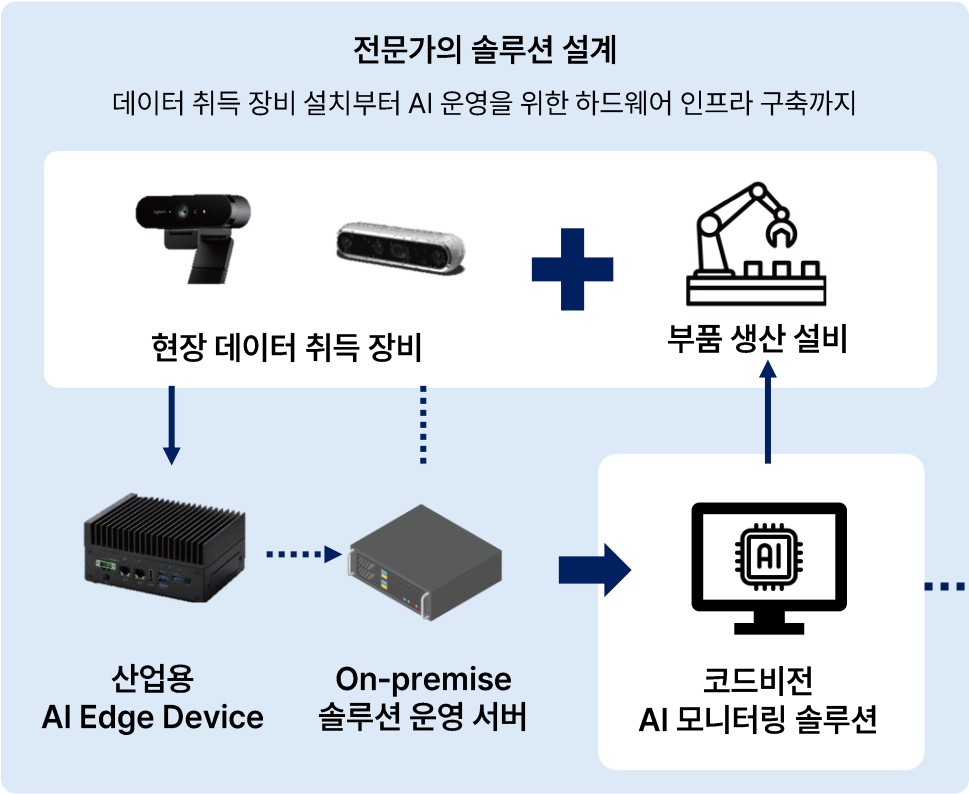 전문가의 솔루션 설계
데이터 취득 장비 설치부터 AI 운영을 위한 하드웨어 인프라 구축까지
현장 데이터 취득 장비
부품 생산 설비
AI
산업용
AI Edge Device
On-premise
솔루션 운영 서버
코드비전
AI 모니터링 솔루션